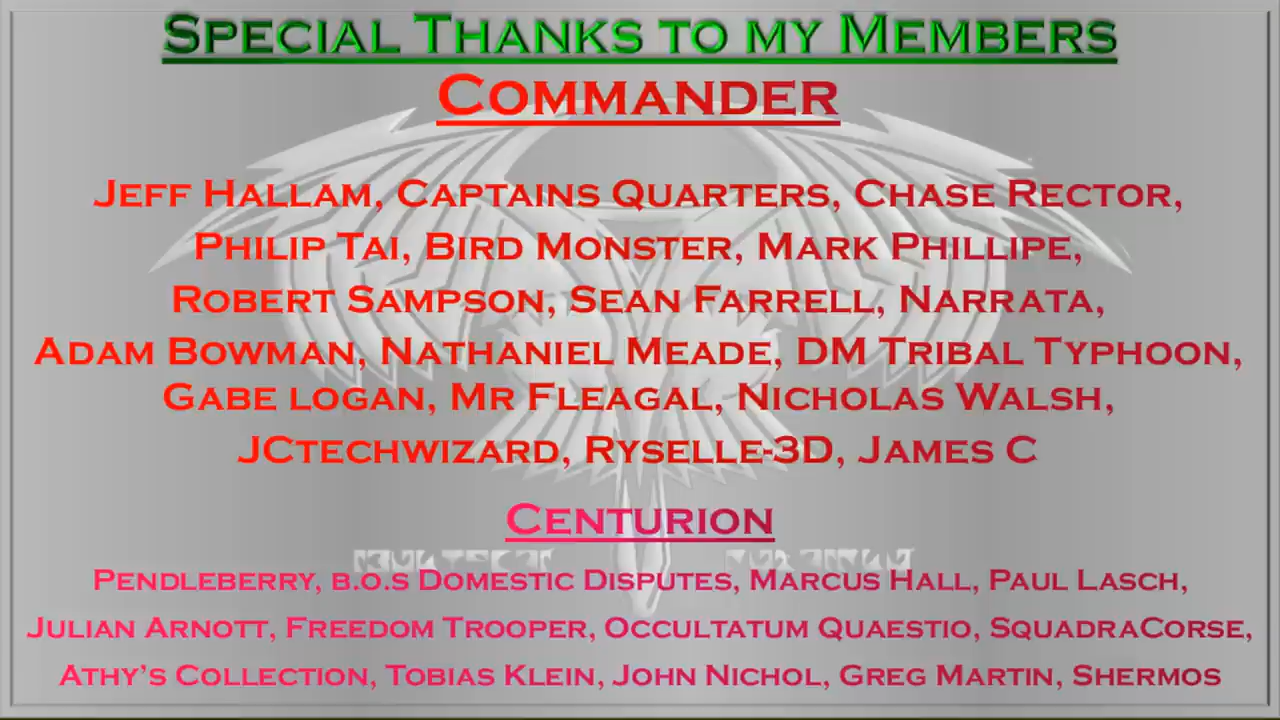 Special Thanks to my Members
Commander
Jeff Hallam, Captains Quarters, Chase Rector,
Philip Tai, Bird Monster, Mark Phillipe,
Robert Sampson, Sean Farrell, Narrata,
Adam Bowman, Nathaniel Meade, DM Tribal Typhoon,
Gabe logan, Mr Fleagal, Nicholas Walsh,
JCtechwizard, Ryselle-3D, James C
Centurion
Pendleberry, b.o.s Domestic Disputes, Marcus Hall, Paul Lasch,
Julian Arnott, Freedom Trooper, Occultatum Quaestio, SquadraCorse,
Athy's Collection, Tobias Klein, John Nichol, Greg Martin, Shermos